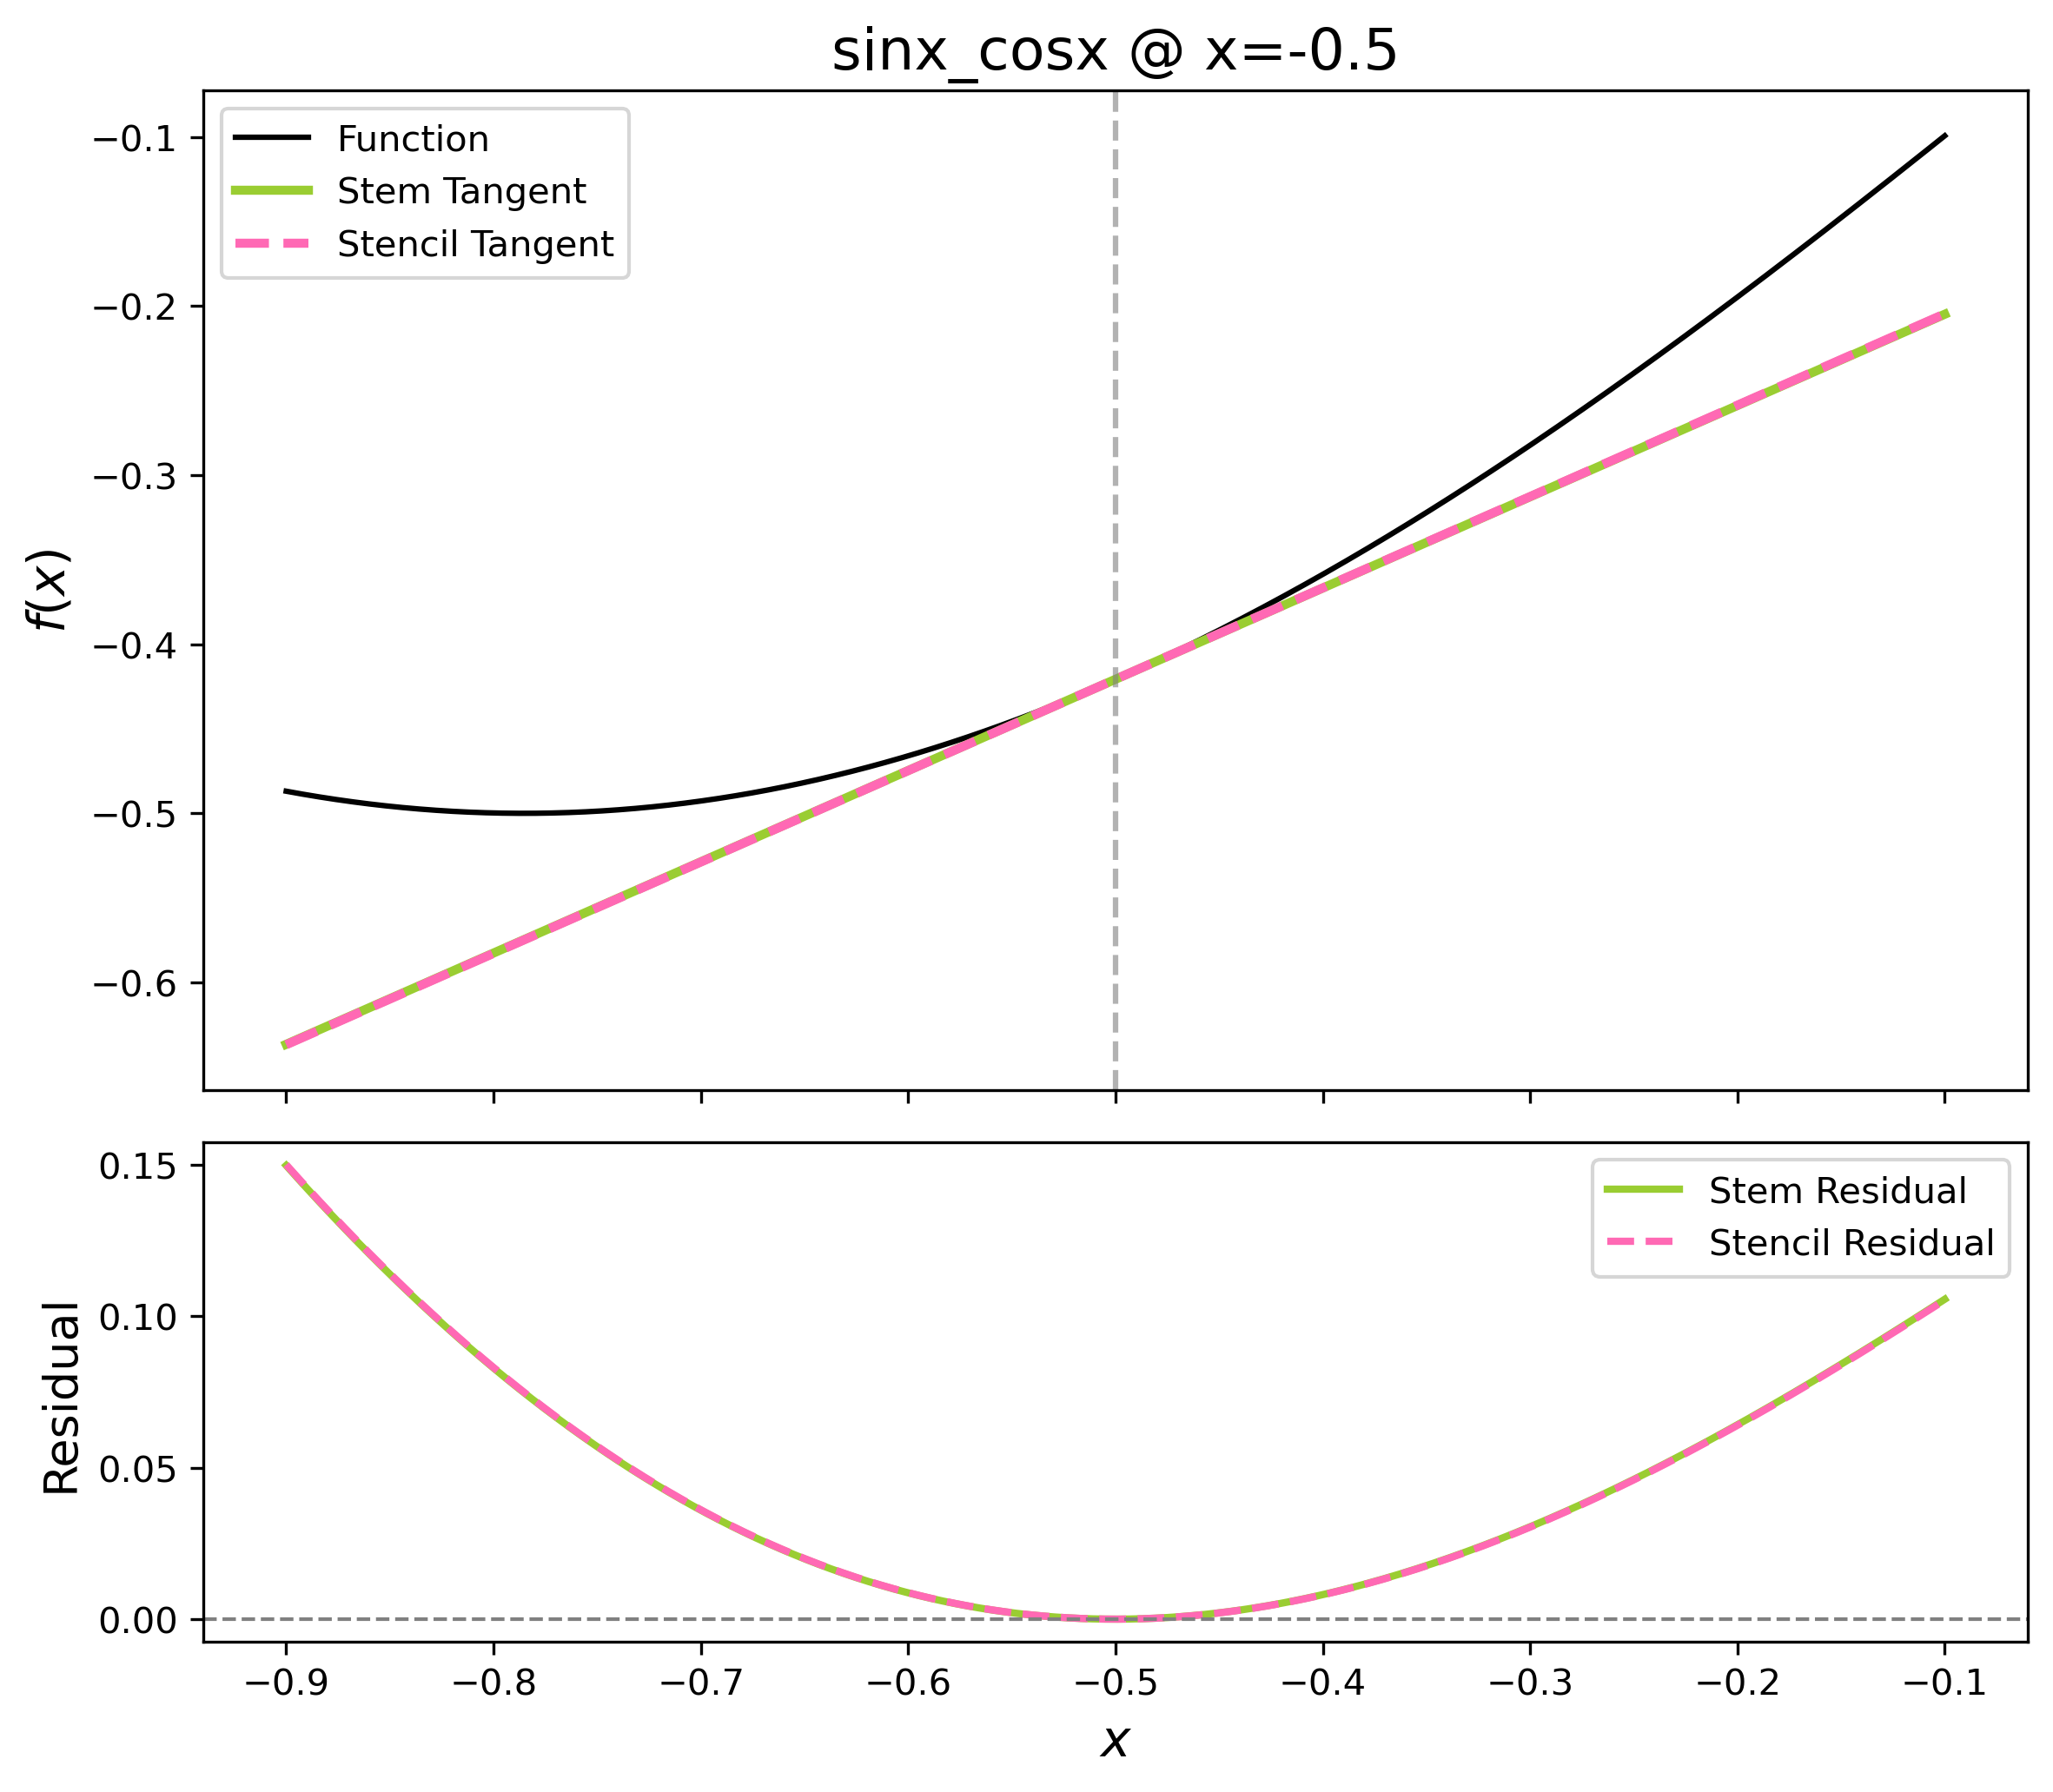 sinx_cosx @ x=-0.5
Function
Stem Tangent
Stencil Tangent
f(x)
−0.1
−0.2
−0.3
−0.4
−0.5
−0.6
Stem Residual
Stencil Residual
Residual
0.15
0.10
0.05
0.00
−0.9 −0.8 −0.7 −0.6 −0.5 −0.4 −0.3 −0.2 −0.1
x